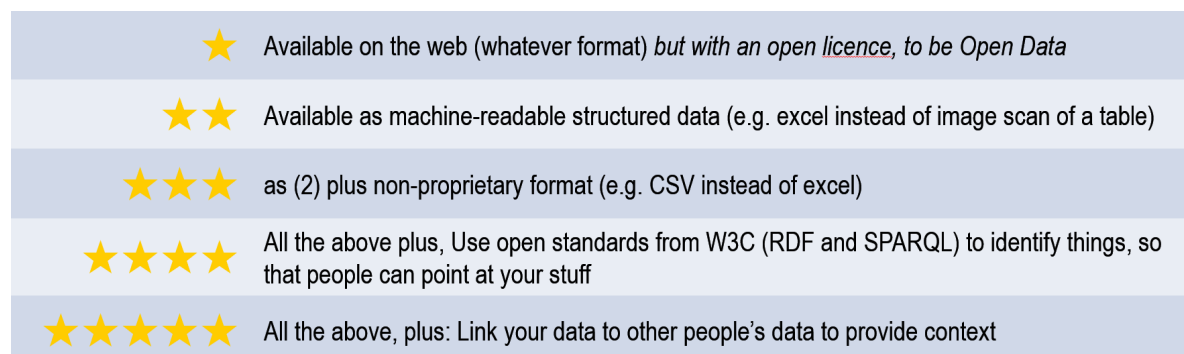 Available on the web (whatever format) but with an open licence, to be Open Data
Available as machine-readable structured data (e.g. excel instead of image scan of a table)
as (2) plus non-proprietary format (e.g. CSV instead of excel)
All the above plus, Use open standards from W3C (RDF and SPARQL) to identify things, so
that people can point at your stuff
All the above, plus: Link your data to other people’s data to provide context